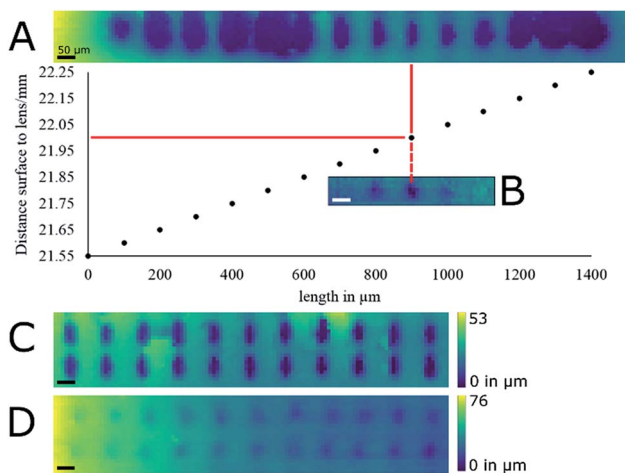 A
50 µm
Distance surface to lens/mm
22.25
22.15
22.05
21.95
21.85
21.75
21.65
21.55
B
0
200
400
600
800
1000
1200
1400
length in µm
C
53
0 in µm
D
76
0 in µm